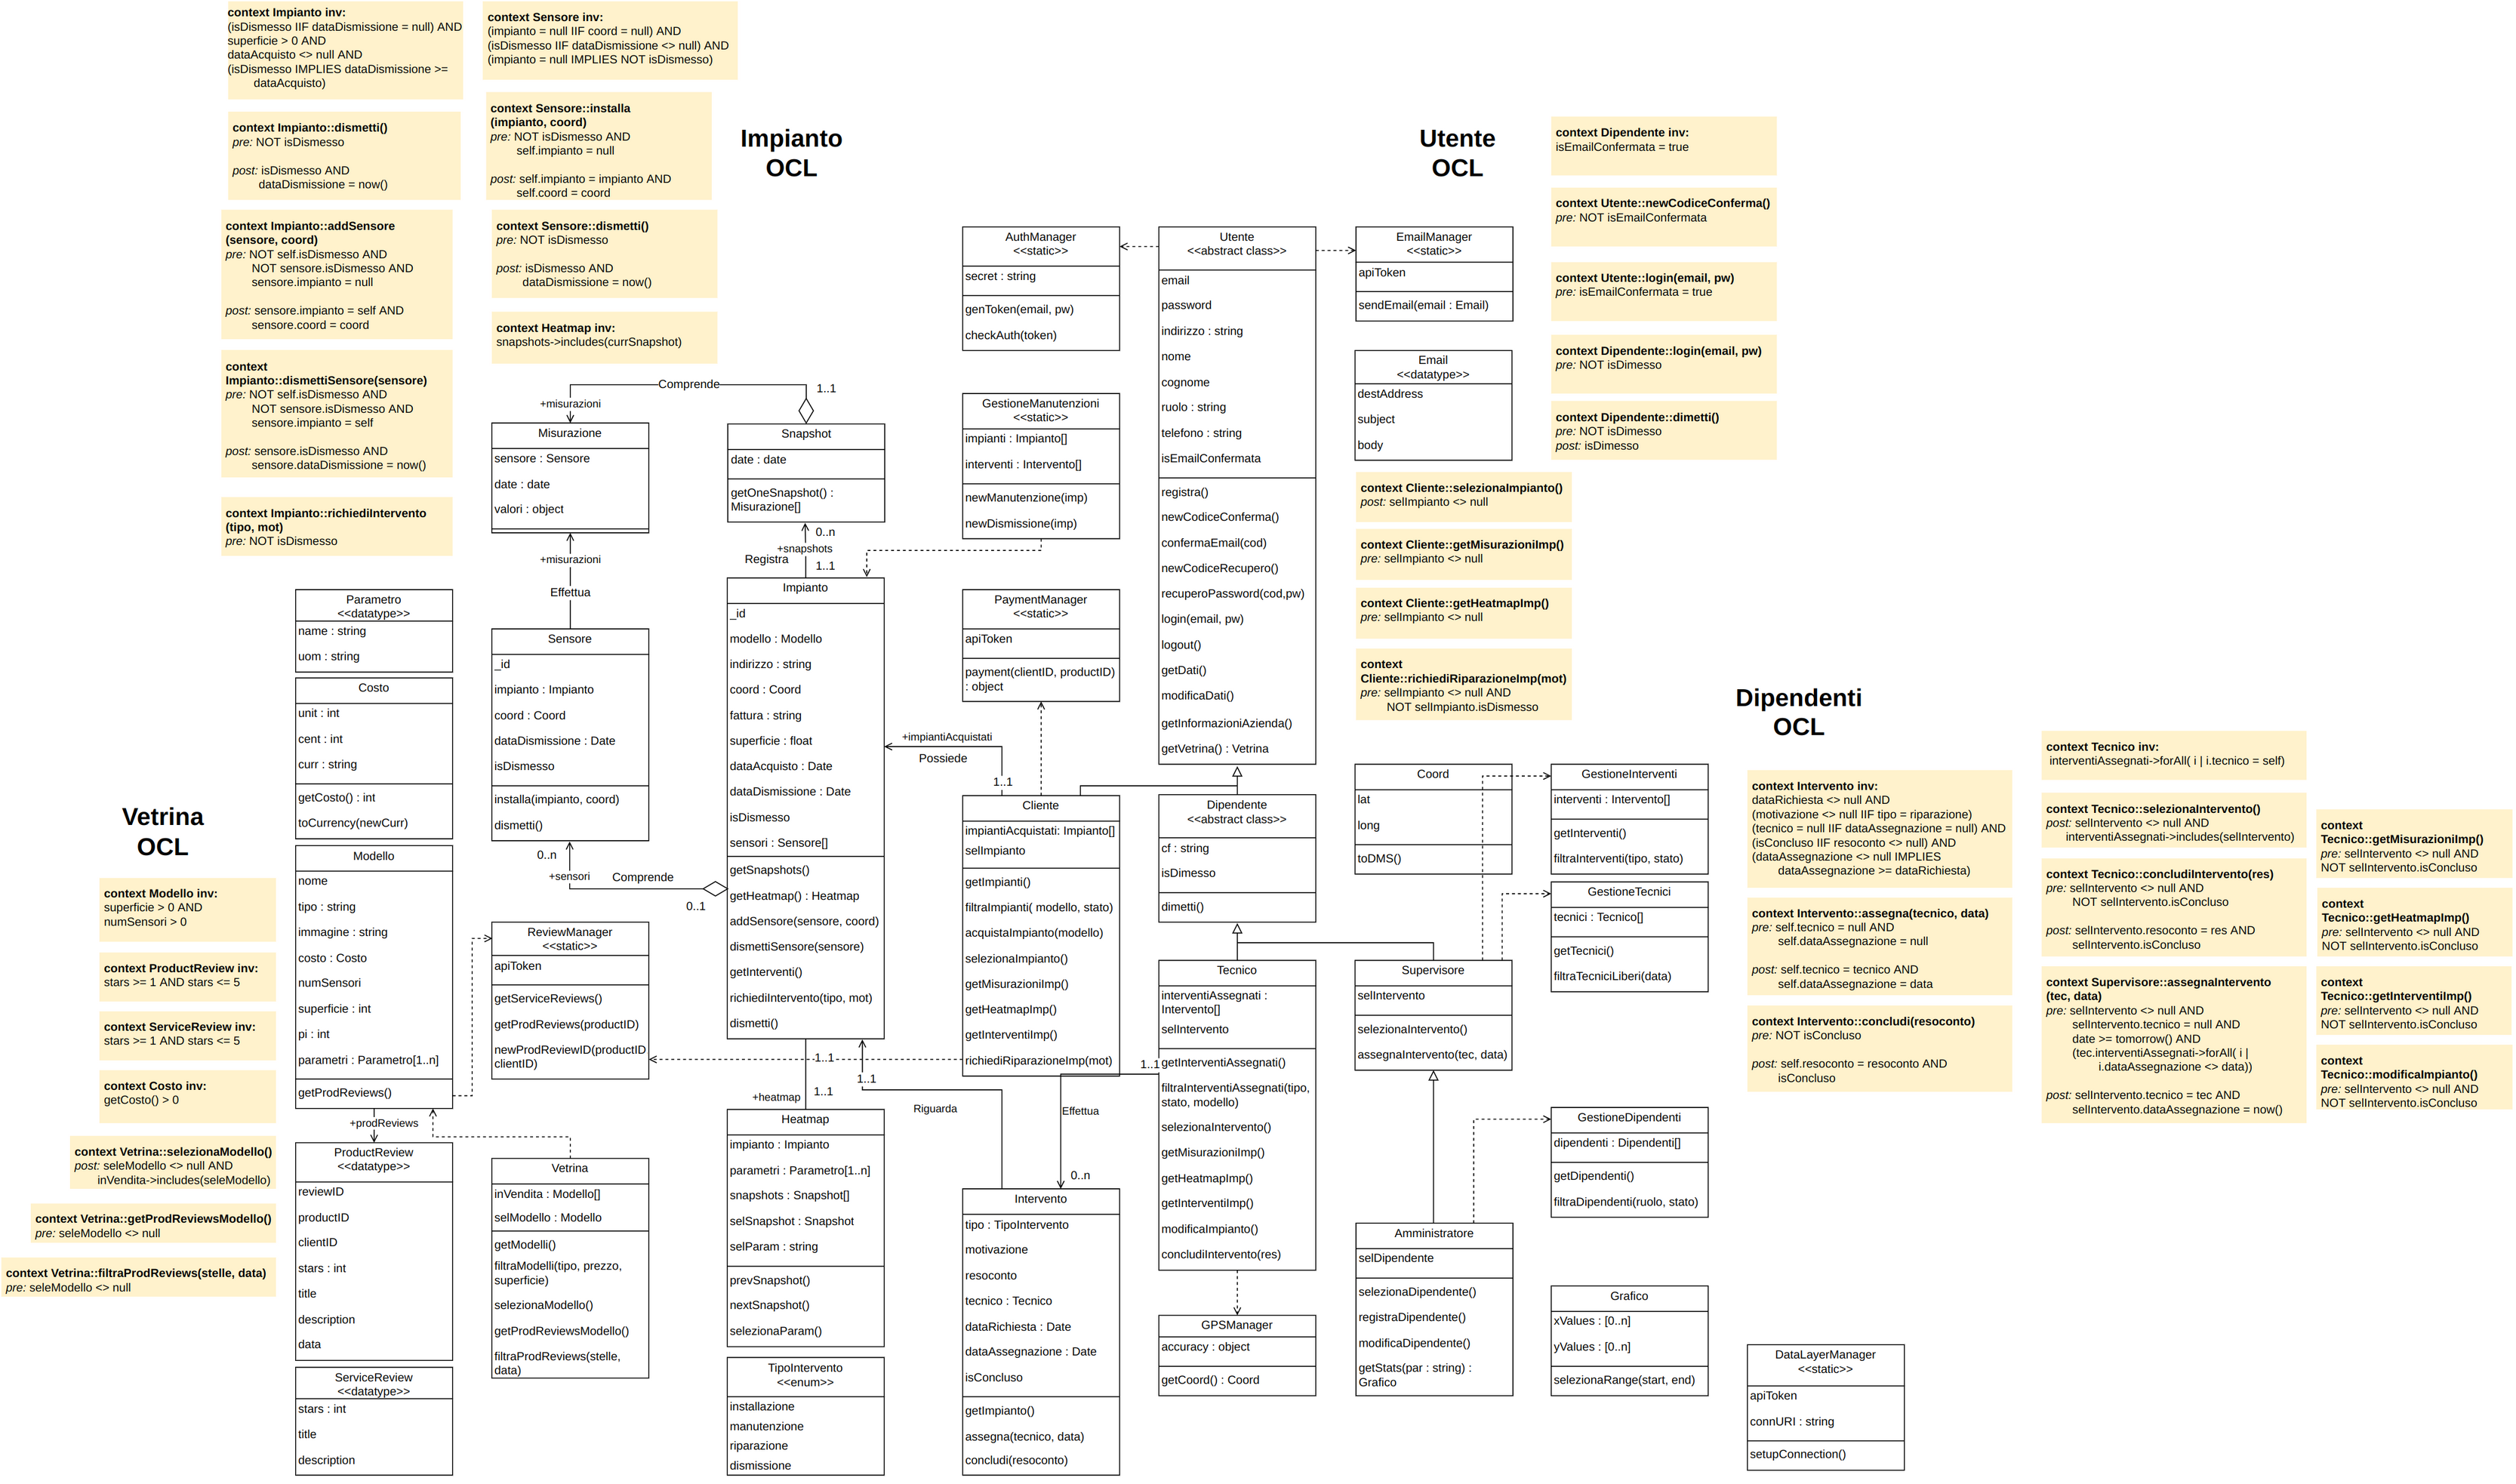 context Impianto inv:
(isDismesso IIF dataDismissione = null) AND
superficie > 0 AND
dataAcquisto <> null AND
(isDismesso IMPLIES dataDismissione >=
dataAcquisto)
context Sensore inv:
(impianto = null IIF coord = null) AND
(isDismesso IIF dataDismissione <> null) AND
(impianto = null IMPLIES NOT isDismesso)
context Impianto::dismetti()
pre: NOT isDismesso
post: isDismesso AND
dataDismissione = now()
context Sensore::installa
(impianto, coord)
pre: NOT isDismesso AND
self.impianto = null
post: self.impianto = impianto AND
self.coord = coord
context Impianto::addSensore
(sensore, coord)
pre: NOT self.isDismesso AND
NOT sensore.isDismesso AND
sensore.impianto = null
post: sensore.impianto = self AND
sensore.coord = coord
context Sensore::dismetti()
pre: NOT isDismesso
post: isDismesso AND
dataDismissione = now()
context Heatmap inv:
snapshots->includes(currSnapshot)
context
Impianto::dismettiSensore(sensore)
pre: NOT self.isDismesso AND
NOT sensore.isDismesso AND
sensore.impianto = self
post: sensore.isDismesso AND
sensore.dataDismissione = now()
context Impianto::richiediIntervento
(tipo, mot)
pre: NOT isDismesso
Impianto
OCL
Utente
OCL
context Dipendente inv:
isEmailConfermata = true
context Utente::newCodiceConferma()
pre: NOT isEmailConfermata
context Utente::login(email, pw)
pre: isEmailConfermata = true
context Dipendente::login(email, pw)
pre: NOT isDimesso
context Dipendente::dimetti()
pre: NOT isDimesso
post: isDimesso
context Cliente::selezionaImpianto()
post: selImpianto <> null
context Cliente::getMisurazioniImp()
pre: selImpianto <> null
context Cliente::getHeatmapImp()
pre: selImpianto <> null
context
Cliente::richiediRiparazioneImp(mot)
pre: selImpianto <> null AND
NOT selImpianto.isDismesso
AuthManager
<<static>>
secret : string
genToken(email, pw)
checkAuth(token)
Utente
<<abstract class>>
email
password
indirizzo : string
nome
cognome
ruolo : string
telefono : string
isEmailConfermata
registra()
newCodiceConferma()
confermaEmail(cod)
newCodiceRecupero()
recuperoPassword(cod,pw)
login(email, pw)
logout()
getDati()
modificaDati()
getInformazioniAzienda()
getVetrina() : Vetrina
EmailManager
<<static>>
apiToken
sendEmail(email : Email)
Email
<<datatype>>
destAddress
subject
body
Comprende
1..1
+misurazioni
Misurazione
sensore : Sensore
date : date
valori : object
Snapshot
date : date
getOneSnapshot() :
Misurazione[]
GestioneManutenzioni
<<static>>
impianti : Impianto[]
interventi : Intervento[]
newManutenzione(imp)
newDismissione(imp)
0..n
+snapshots
Registra
1..1
+misurazioni
Effettua
Parametro
<<datatype>>
name : string
uom : string
Costo
unit : int
cent : int
curr : string
getCosto() : int
toCurrency(newCurr)
Modello
nome
tipo : string
immagine : string
costo : Costo
numSensori
superficie : int
pi : int
parametri : Parametro[1..n]
getProdReviews()
+prodReviews
ProductReview
<<datatype>>
reviewID
productID
clientID
stars : int
title
description
data
ServiceReview
<<datatype>>
stars : int
title
description
Sensore
_id
impianto : Impianto
coord : Coord
dataDismissione : Date
isDismesso
installa(impianto, coord)
dismetti()
0..n
+sensori
Comprende
0..1
ReviewManager
<<static>>
apiToken
getServiceReviews()
getProdReviews(productID)
newProdReviewID(productID
clientID)
Vetrina
inVendita : Modello[]
selModello : Modello
getModelli()
filtraModelli(tipo, prezzo,
superficie)
selezionaModello()
getProdReviewsModello()
filtraProdReviews(stelle,
data)
Impianto
_id
modello : Modello
indirizzo : string
coord : Coord
fattura : string
superficie : float
dataAcquisto : Date
dataDismissione : Date
isDismesso
sensori : Sensore[]
getSnapshots()
getHeatmap() : Heatmap
addSensore(sensore, coord)
dismettiSensore(sensore)
getInterventi()
richiediIntervento(tipo, mot)
dismetti()
1..1
1..1
+heatmap
1..1
Riguarda
Heatmap
impianto : Impianto
parametri : Parametro[1..n]
snapshots : Snapshot[]
selSnapshot : Snapshot
selParam : string
prevSnapshot()
nextSnapshot()
selezionaParam()
TipoIntervento
<<enum>>
installazione
manutenzione
riparazione
dismissione
PaymentManager
<<static>>
apiToken
payment(clientID, productID)
: object
+impiantiAcquistati
Possiede
1..1
Cliente
impiantiAcquistati: Impianto[]
selImpianto
getImpianti()
filtraImpianti( modello, stato)
acquistaImpianto(modello)
selezionaImpianto()
getMisurazioniImp()
getHeatmapImp()
getInterventiImp()
richiediRiparazioneImp(mot)
1..1
Effettua
0..n
Intervento
tipo : TipoIntervento
motivazione
resoconto
tecnico : Tecnico
dataRichiesta : Date
dataAssegnazione : Date
isConcluso
getImpianto()
assegna(tecnico, data)
concludi(resoconto)
Dipendente
<<abstract class>>
cf : string
isDimesso
dimetti()
Tecnico
interventiAssegnati :
Intervento[]
selIntervento
getInterventiAssegnati()
filtraInterventiAssegnati(tipo,
stato, modello)
selezionaIntervento()
getMisurazioniImp()
getHeatmapImp()
getInterventiImp()
modificaImpianto()
concludiIntervento(res)
GPSManager
accuracy : object
getCoord() : Coord
Coord
lat
long
toDMS()
Supervisore
selIntervento
selezionaIntervento()
assegnaIntervento(tec, data)
Amministratore
selDipendente
selezionaDipendente()
registraDipendente()
modificaDipendente()
getStats(par : string) :
Grafico
GestioneInterventi
interventi : Intervento[]
getInterventi()
filtraInterventi(tipo, stato)
GestioneTecnici
tecnici : Tecnico[]
getTecnici()
filtraTecniciLiberi(data)
GestioneDipendenti
dipendenti : Dipendenti[]
getDipendenti()
filtraDipendenti(ruolo, stato)
Grafico
xValues : [0..n]
yValues : [0..n]
selezionaRange(start, end)
DataLayerManager
<<static>>
apiToken
connURI : string
setupConnection()
Vetrina
OCL
context Modello inv:
superficie > 0 AND
numSensori > 0
context ProductReview inv:
stars >= 1 AND stars <= 5
context ServiceReview inv:
stars >= 1 AND stars <= 5
context Costo inv:
getCosto() > 0
context Vetrina::selezionaModello()
post: seleModello <> null AND
inVendita->includes(seleModello)
context Vetrina::getProdReviewsModello()
pre: seleModello <> null
context Vetrina::filtraProdReviews(stelle, data)
pre: seleModello <> null
Dipendenti
OCL
context Intervento inv:
dataRichiesta <> null AND
(motivazione <> null IIF tipo = riparazione)
(tecnico = null IIF dataAssegnazione = null) AND
(isConcluso IIF resoconto <> null) AND
(dataAssegnazione <> null IMPLIES
dataAssegnazione >= dataRichiesta)
context Intervento::assegna(tecnico, data)
pre: self.tecnico = null AND
self.dataAssegnazione = null
post: self.tecnico = tecnico AND
self.dataAssegnazione = data
context Intervento::concludi(resoconto)
pre: NOT isConcluso
post: self.resoconto = resoconto AND
isConcluso
context Tecnico inv:
interventiAssegnati->forAll( i | i.tecnico = self)
context Tecnico::selezionaIntervento()
post: selIntervento <> null AND
interventiAssegnati->includes(selIntervento)
context Tecnico::concludiIntervento(res)
pre: selIntervento <> null AND
NOT selIntervento.isConcluso
post: selIntervento.resoconto = res AND
selIntervento.isConcluso
context Supervisore::assegnaIntervento
(tec, data)
pre: selIntervento <> null AND
selIntervento.tecnico = null AND
date >= tomorrow() AND
(tec.interventiAssegnati->forAll( i |
i.dataAssegnazione <> data))
post: selIntervento.tecnico = tec AND
selIntervento.dataAssegnazione = now()
context
Tecnico::getMisurazioniImp()
pre: selIntervento <> null AND
NOT selIntervento.isConcluso
context
Tecnico::getHeatmapImp()
pre: selIntervento <> null AND
NOT selIntervento.isConcluso
context
Tecnico::getInterventiImp()
pre: selIntervento <> null AND
NOT selIntervento.isConcluso
context
Tecnico::modificaImpianto()
pre: selIntervento <> null AND
NOT selIntervento.isConcluso